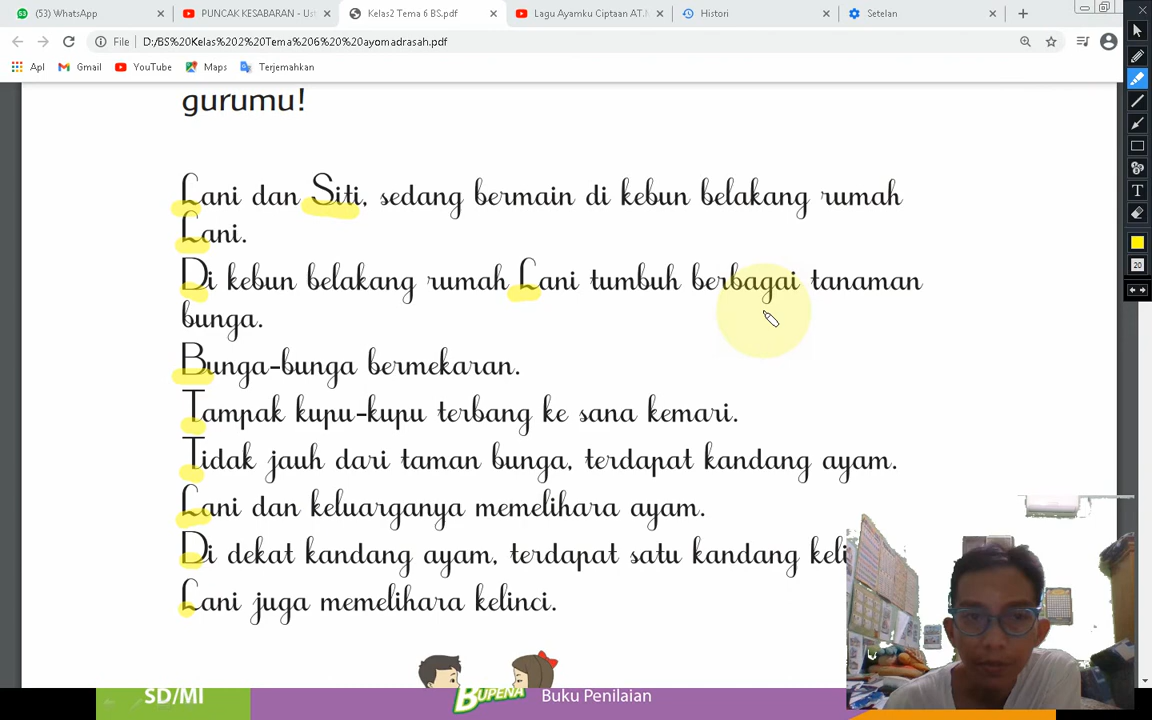 (53) WhatsApp
PUNCAK KESABARAN - Ust
Kelas2 Tema 6 BS.pdf
Lagu Ayamku Ciptaan AT.M
Histori
Setelan
File D:/BS%20Kelas%202%20Tema%206%20%20ayomadrasah.pdf
Apl Gmail YouTube Maps Terjemahkan
gurumu!
Lani dan Siti, sedang bermain di kebun belakang rumah
Lani.
Di kebun belakang rumah Lani tumbuh berbagai tanaman
bunga.
Bunga-bunga bermekaran.
Tampak kupu-kupu terbang ke sana kemari.
Tidak jauh dari taman bunga, terdapat kandang ayam.
Lani dan keluarganya memelihara ayam.
Di dekat kandang ayam, terdapat satu kandang keli
Lani juga memelihara kelinci.
SD/MI BUPENA Buku Penilaian
20